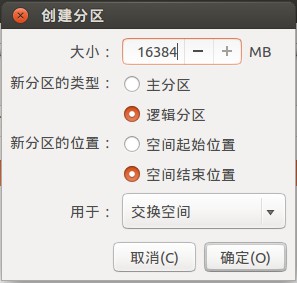 创建分区
大小： 16384 − + MB
新分区的类型： 主分区
逻辑分区
新分区的位置： 空间起始位置
空间结束位置
用于： 交换空间
取消(C) 确定(O)